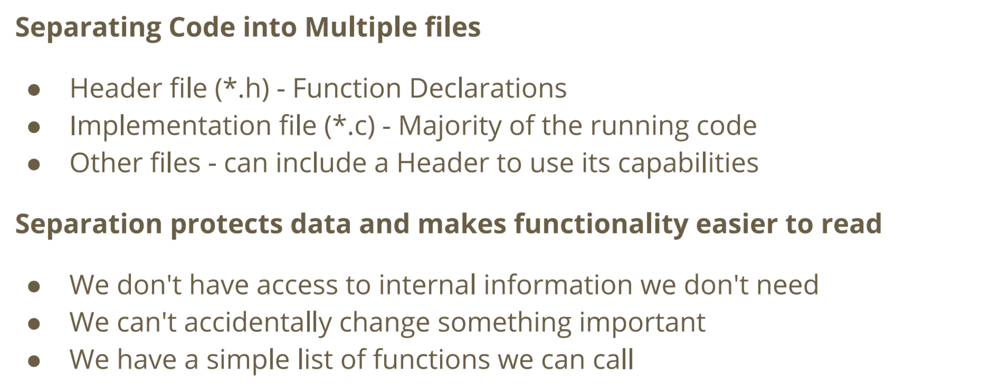 Separating Code into Multiple files
● Header file (*.h) - Function Declarations
● Implementation file (*.c) - Majority of the running code
● Other files - can include a Header to use its capabilities
Separation protects data and makes functionality easier to read
● We don't have access to internal information we don't need
● We can't accidentally change something important
● We have a simple list of functions we can call